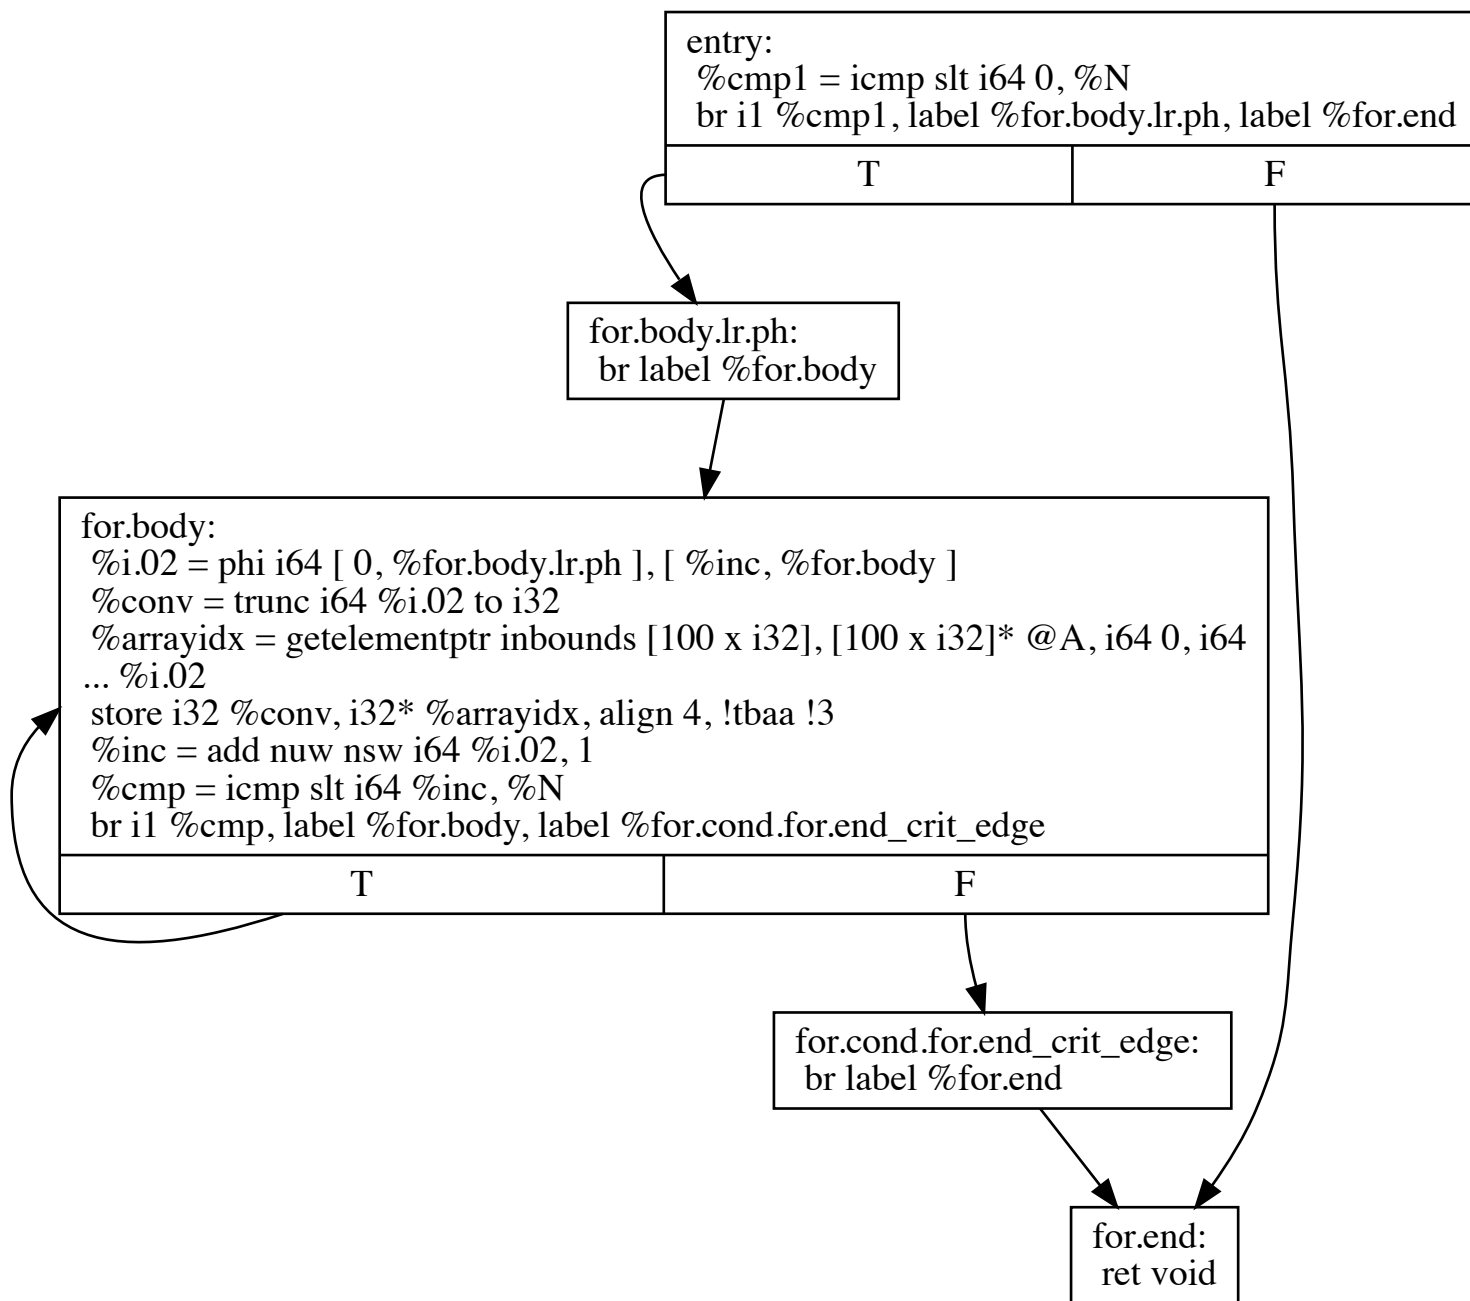 entry:
%cmp1 = icmp slt i64 0, %N
br i1 %cmp1, label %for.body.lr.ph, label %for.end
T
F
for.body.lr.ph:
br label %for.body
for.body:
%i.02 = phi i64 [ 0, %for.body.lr.ph ], [ %inc, %for.body ]
%conv = trunc i64 %i.02 to i32
%arrayidx = getelementptr inbounds [100 x i32], [100 x i32]* @A, i64 0, i64
... %i.02
store i32 %conv, i32* %arrayidx, align 4, !tbaa !3
%inc = add nuw nsw i64 %i.02, 1
%cmp = icmp slt i64 %inc, %N
br i1 %cmp, label %for.body, label %for.cond.for.end_crit_edge
T
F
for.cond.for.end_crit_edge:
br label %for.end
for.end:
ret void